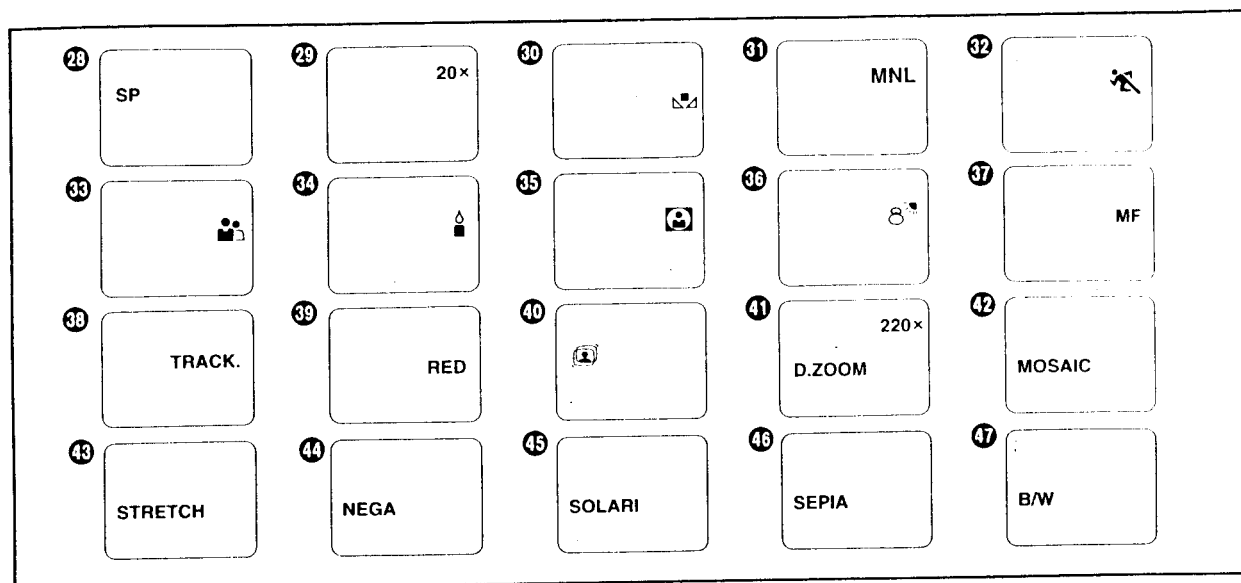 28 29 30 31 32
SP 20× MNL
33 34 35 36 37
MF
38 39 40 41 42
TRACK. RED 220×
D.ZOOM MOSAIC
43 44 45 46 47
STRETCH NEGA SOLARI SEPIA B/W